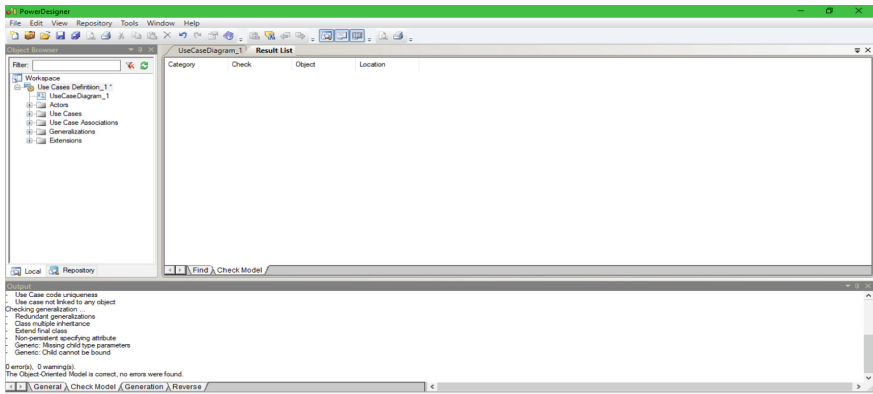 PowerDesigner
File Edit View Repository Tools Window Help
Object Browser
UseCaseDiagram_1 Result List
Filter:
Category Check Object Location
Workspace
Use Cases Defintiion_1 *
UseCaseDiagram_1
Actors
Use Cases
Use Case Associations
Generalizations
Extensions
Local Repository
Find Check Model
Output
- Use Case code uniqueness
- Use case not linked to any object
Checking generalization ...
- Redundant generalizations
- Class multiple inheritance
- Extend final class
- Non-persistent specifying attribute
- Generic: Missing child type parameters
- Generic: Child cannot be bound
0 error(s), 0 warning(s).
The Object-Oriented Model is correct, no errors were found.
General Check Model Generation Reverse